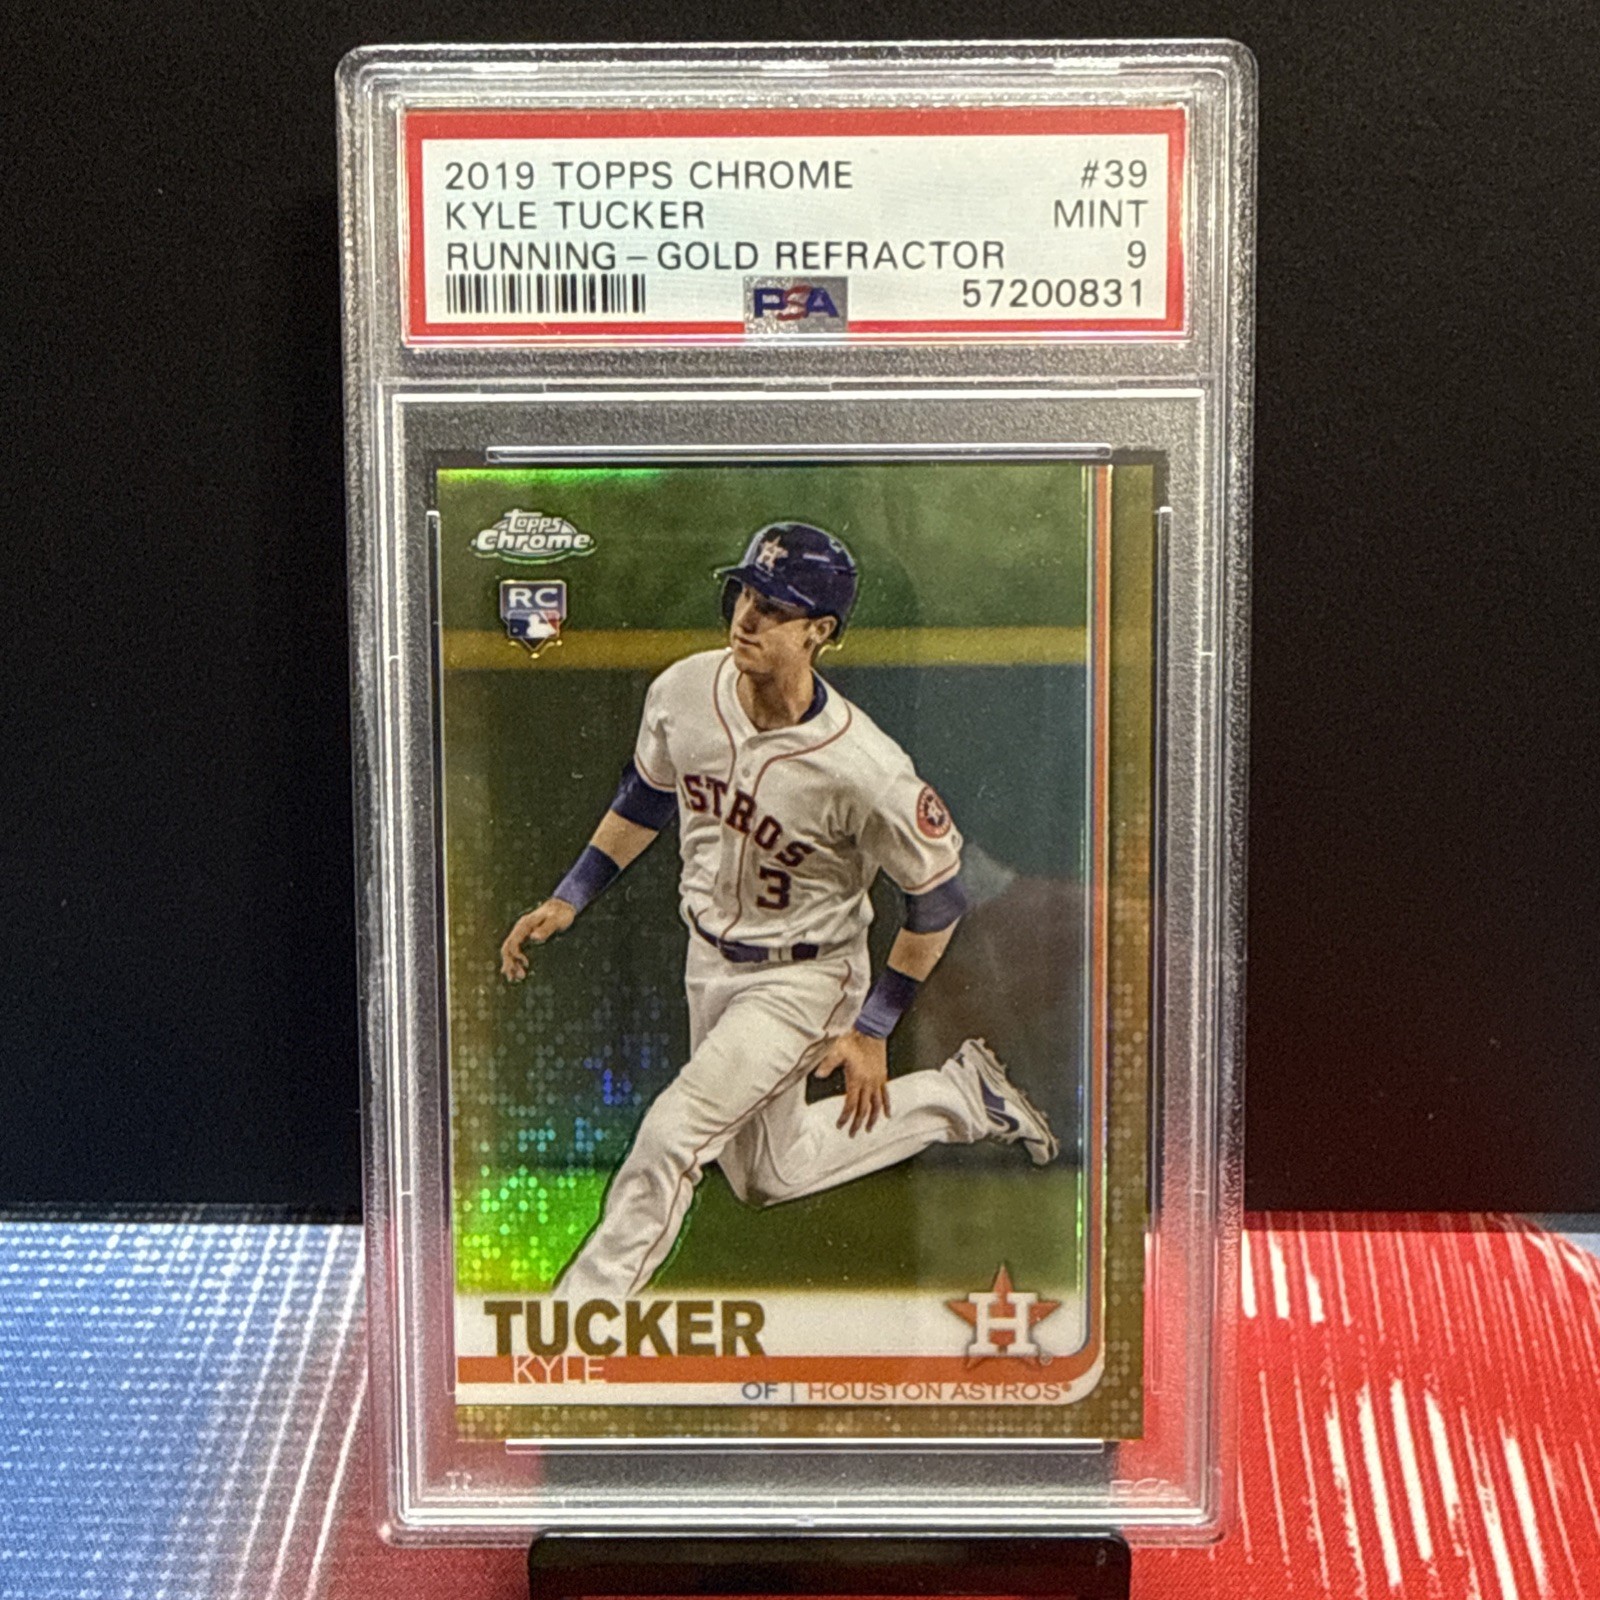 2019 TOPPS CHROME #39
KYLE TUCKER MINT
RUNNING – GOLD REFRACTOR 9
PSA 57200831
Topps
Chrome
RC
H
ASTROS
3
TUCKER
KYLE
H
OF | HOUSTON ASTROS®